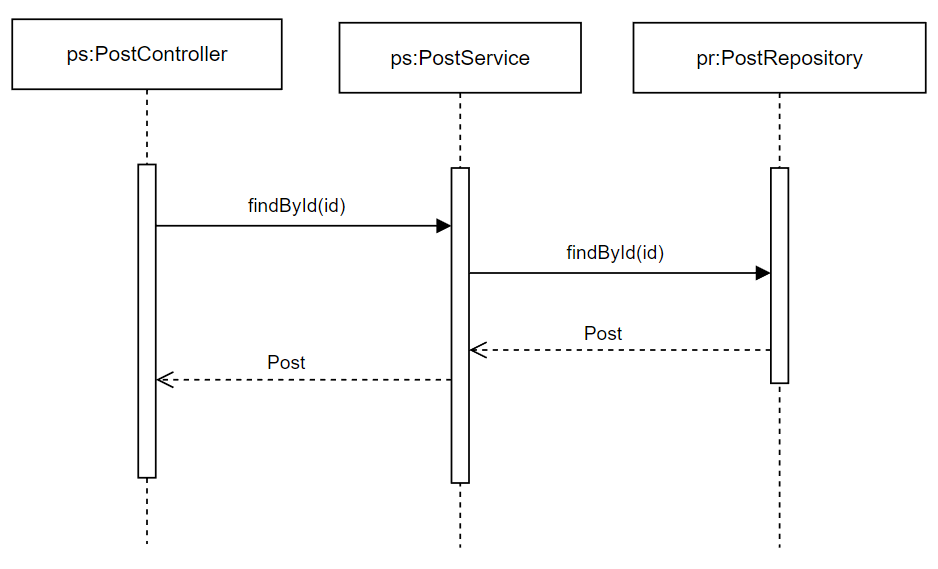 ps:PostController
ps:PostService
pr:PostRepository
findById(id)
findById(id)
Post
Post